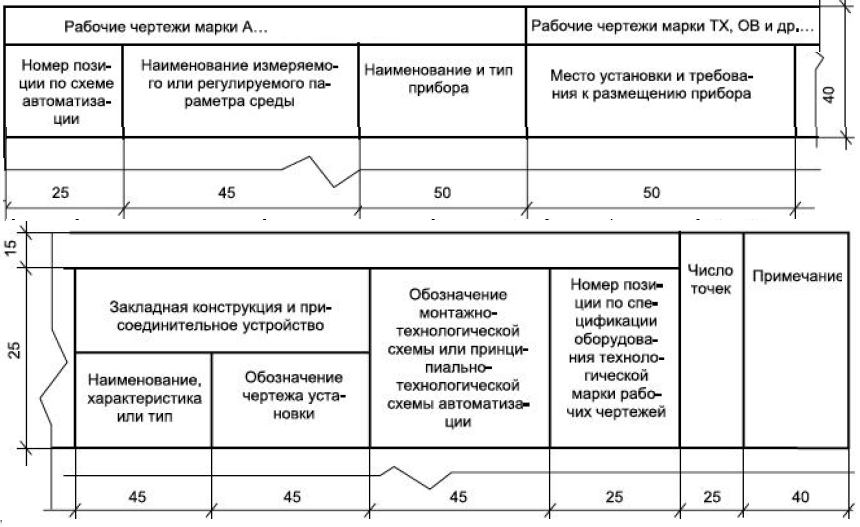 Рабочие чертежи марки А...
Рабочие чертежи марки ТХ, ОВ и др....
Номер пози-
ции по схеме
автоматиза-
ции
Наименование измеряемо-
го или регулируемого па-
раметра среды
Наименование и тип
прибора
Место установки и требова-
ния к размещению прибора
40
25
45
50
50
15
25
Закладная конструкция и при-
соединительное устройство
Наименование,
характеристика
или тип
Обозначение
чертежа уста-
новки
Обозначение
монтажно-
технологической
схемы или принци-
пиально-
технологической
схемы автоматиза-
ции
Номер пози-
ции по спе-
цификации
оборудова-
ния техноло-
гической
марки рабо-
чих чертежей
Число
точек
Примечание
45
45
45
25
25
40